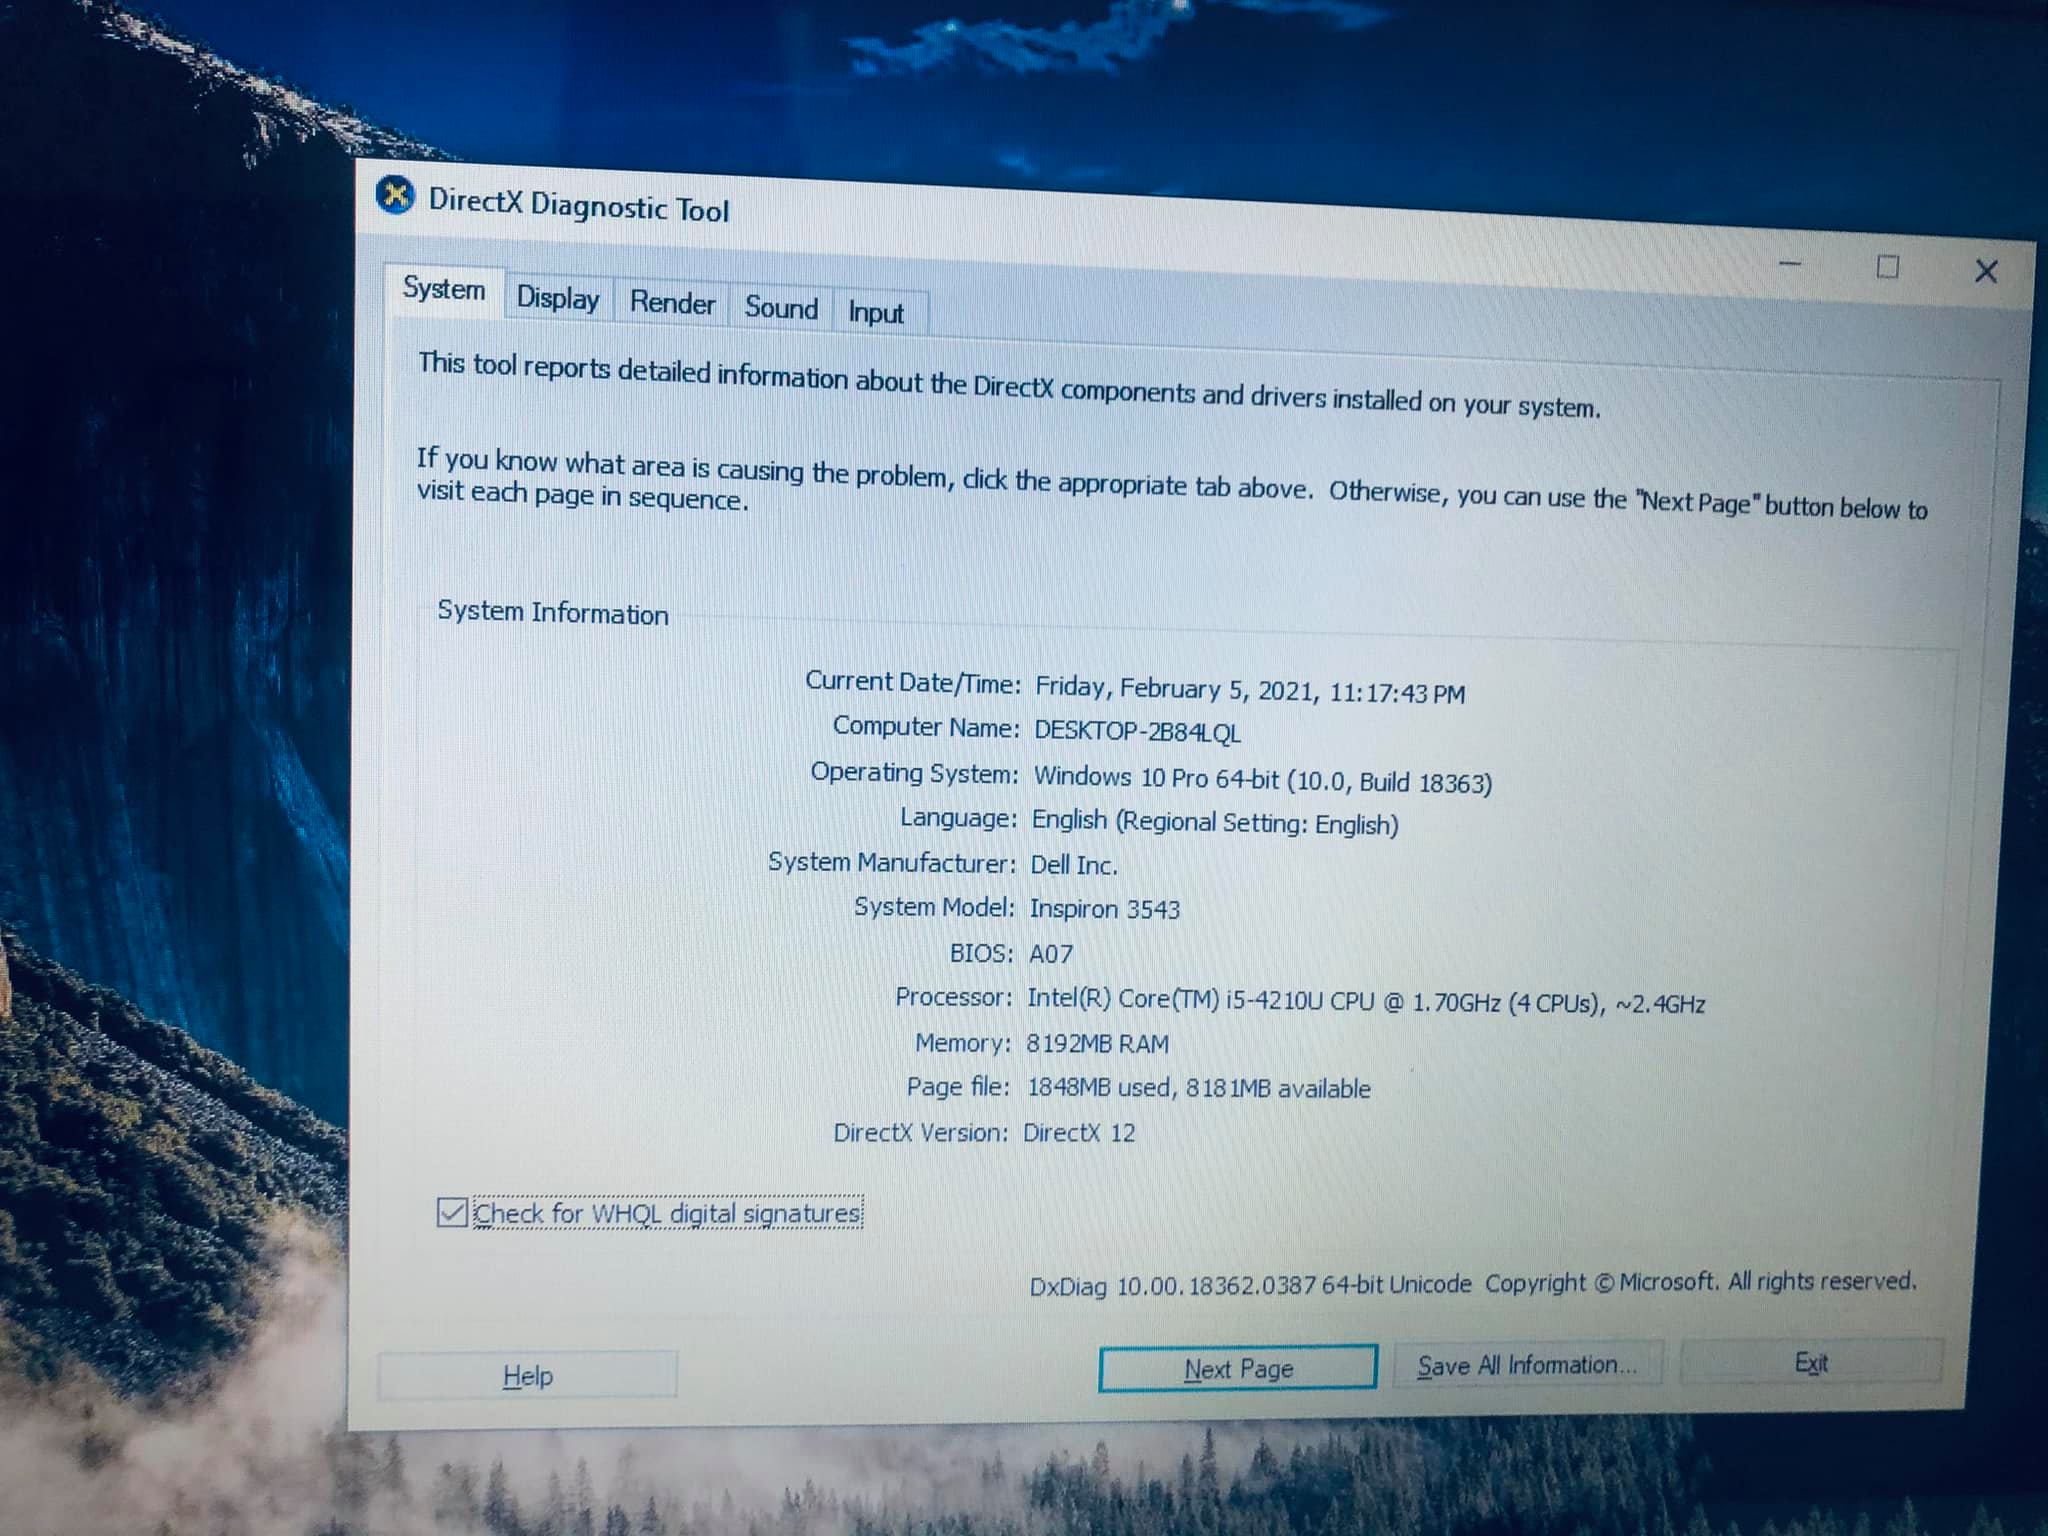 DirectX Diagnostic Tool
System Display Render Sound Input
This tool reports detailed information about the DirectX components and drivers installed on your system.
If you know what area is causing the problem, click the appropriate tab above. Otherwise, you can use the "Next Page" button below to
visit each page in sequence.
System Information
Current Date/Time: Friday, February 5, 2021, 11:17:43 PM
Computer Name: DESKTOP-2B84LQL
Operating System: Windows 10 Pro 64-bit (10.0, Build 18363)
Language: English (Regional Setting: English)
System Manufacturer: Dell Inc.
System Model: Inspiron 3543
BIOS: A07
Processor: Intel(R) Core(TM) i5-4210U CPU @ 1.70GHz (4 CPUs), ~2.4GHz
Memory: 8192MB RAM
Page file: 1848MB used, 8181MB available
DirectX Version: DirectX 12
Check for WHQL digital signatures
DxDiag 10.00.18362.0387 64-bit Unicode Copyright © Microsoft. All rights reserved.
Help Next Page Save All Information... Exit